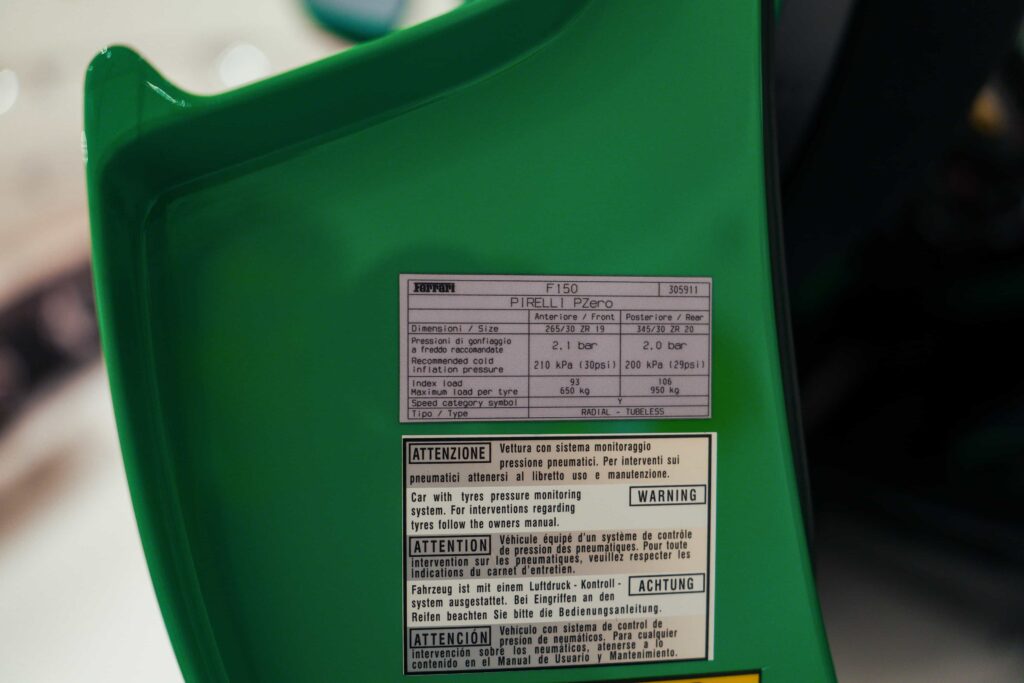 Ferrari F150 305911
PIRELLI PZero
Anteriore / Front Posteriore / Rear
Dimensioni / Size 265/30 ZR 19 345/30 ZR 20
Pressioni di gonfiaggio
a freddo raccomandate 2.1 bar 2.0 bar
Recommended cold
inflation pressure 210 kPa (30psi) 200 kPa (29psi)
Index load 93 106
Maximum load per tyre 650 kg 950 kg
Speed category symbol Y
Tipo / Type RADIAL - TUBELESS
ATTENZIONE Vettura con sistema monitoraggio
pressione pneumatici. Per interventi sui
pneumatici attenersi al libretto uso e manutenzione.
Car with tyres pressure monitoring
system. For interventions regarding WARNING
tyres follow the owners manual.
ATTENTION Véhicule équipé d'un système de contrôle
de pression des pneumatiques. Pour toute
intervention sur les pneumatiques, veuillez respecter les
indications du carnet d'entretien.
Fahrzeug ist mit einem Luftdruck - Kontroll - ACHTUNG
system ausgestattet. Bei Eingriffen an den
Reifen beachten Sie bitte die Bedienungsanleitung.
ATTENCIÓN Vehículo con sistema de control de
presion de neumáticos. Para cualquier
intervención sobre los neumáticos, atenerse a lo
contenido en el Manual de Usuario y Mantenimiento.